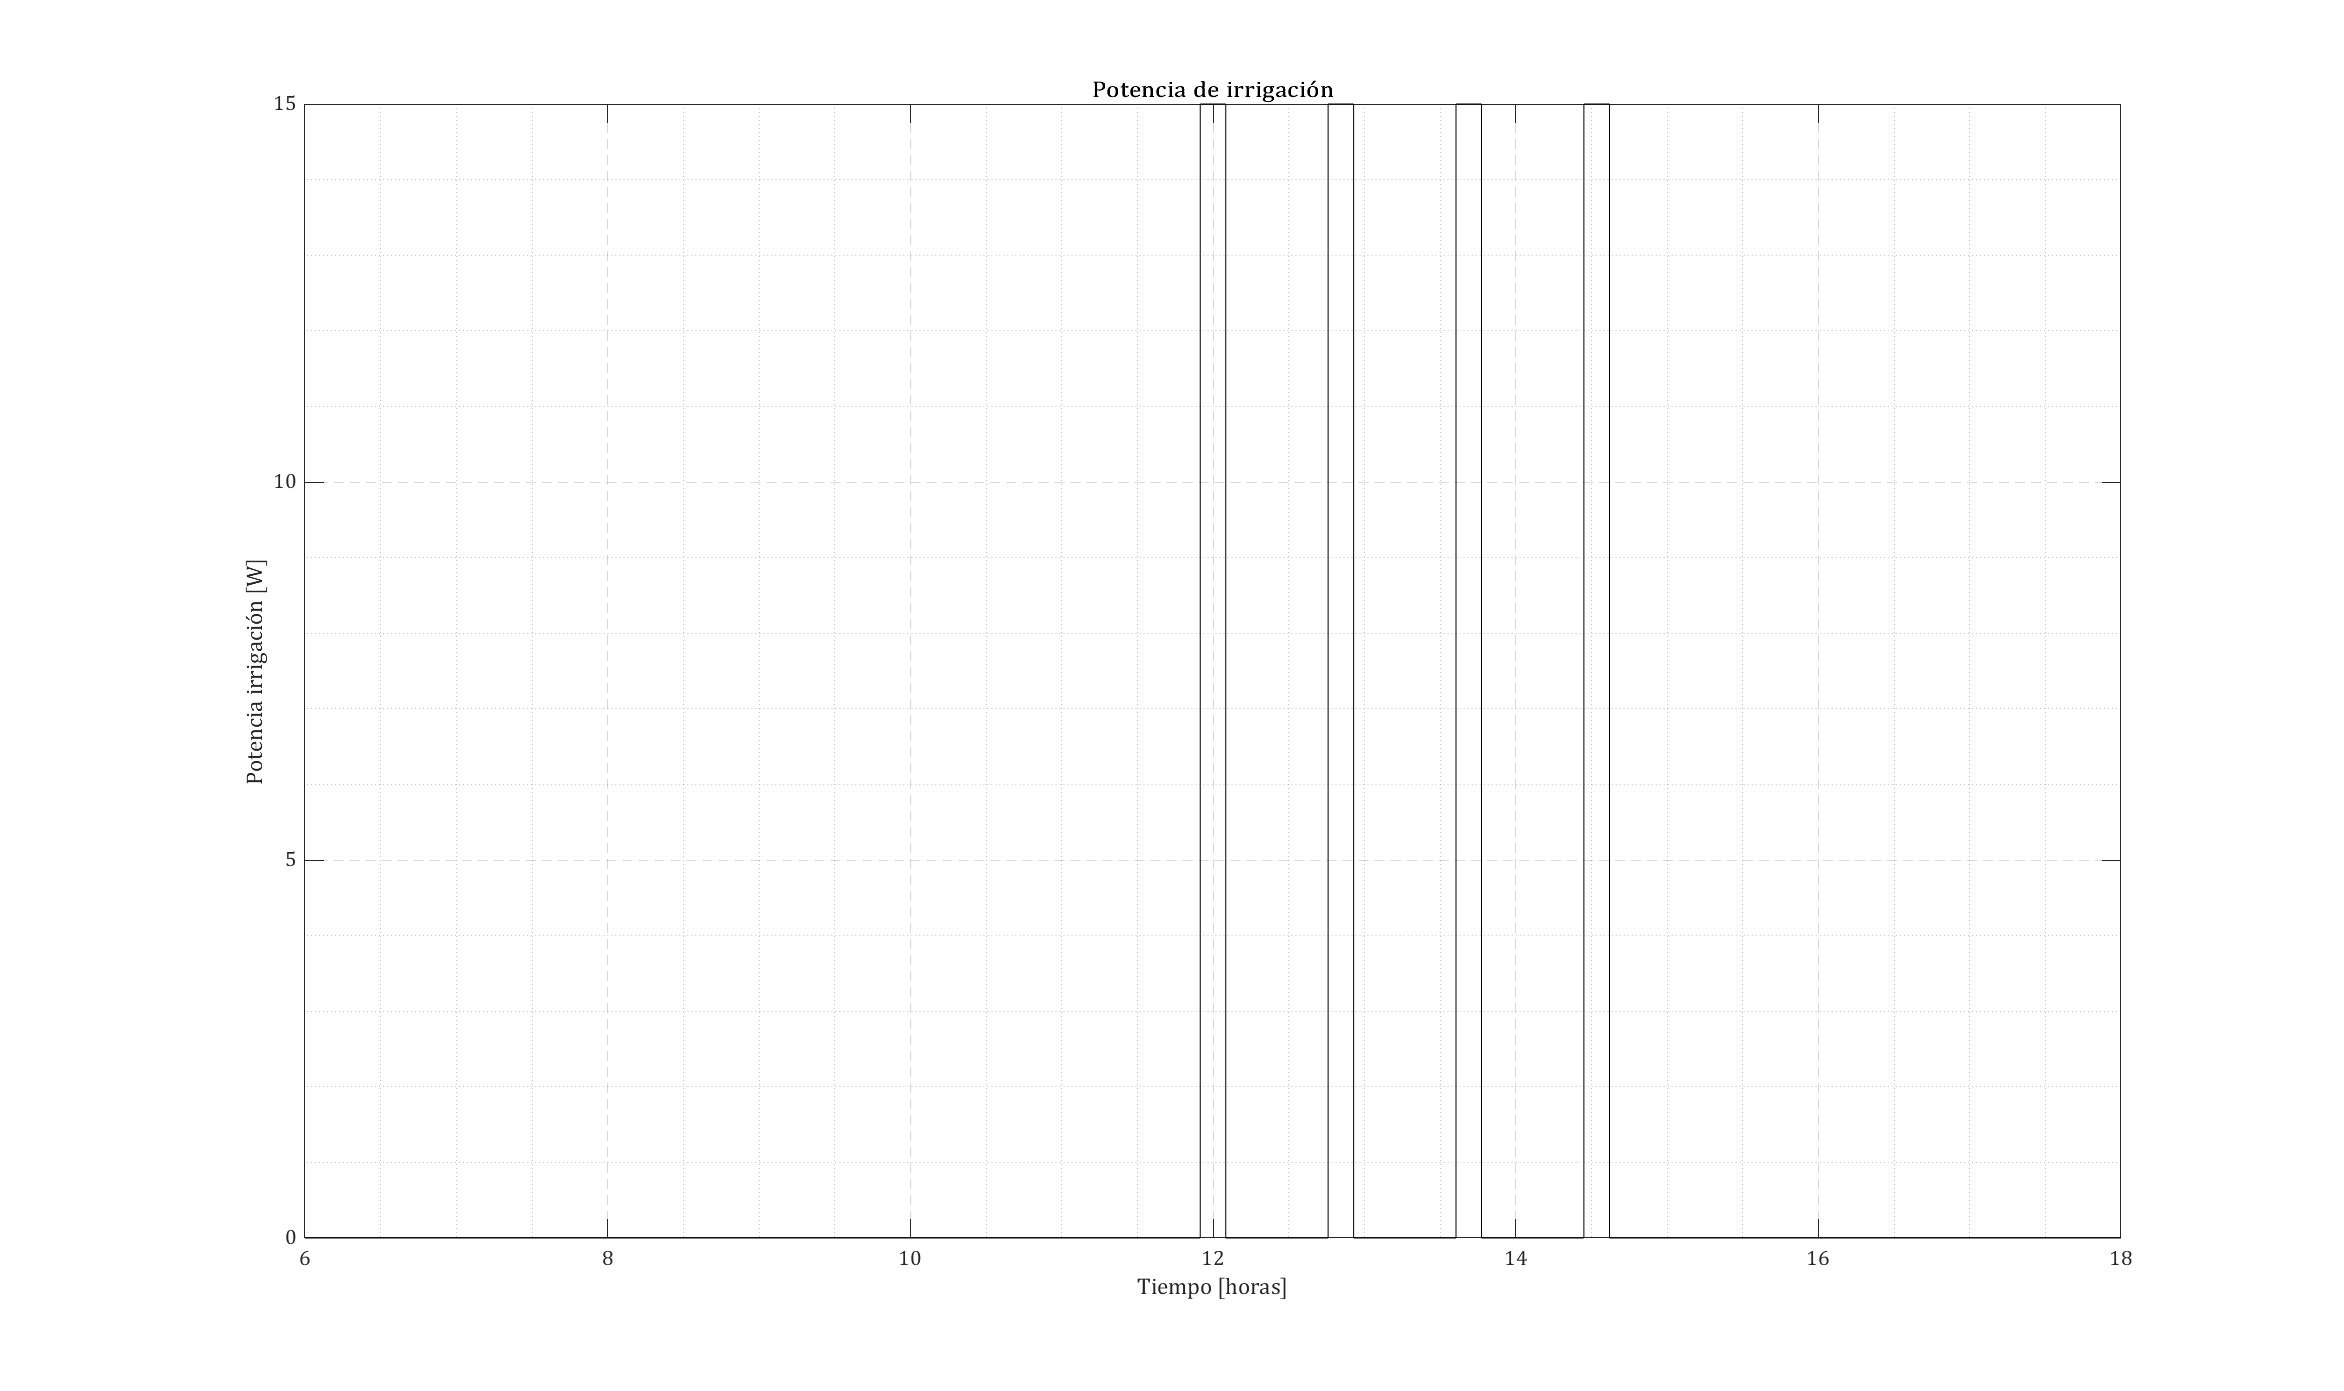 Potencia de irrigación
15
10
5
0
Potencia irrigación [W]
6 8 10 12 14 16 18
Tiempo [horas]